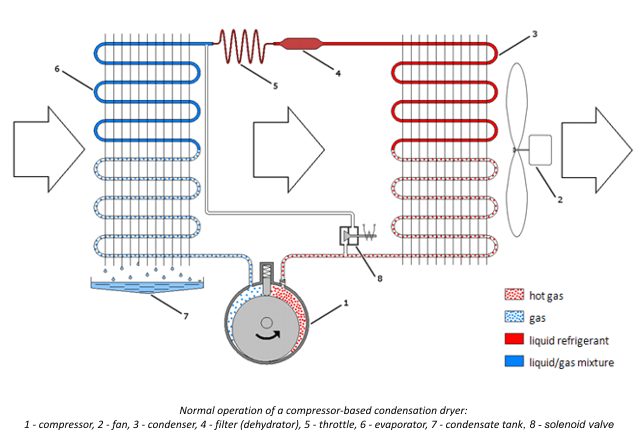 3
6
4
5
2
8
1
7
hot gas
gas
liquid refrigerant
liquid/gas mixture
Normal operation of a compressor-based condensation dryer:
1 - compressor, 2 - fan, 3 - condenser, 4 - filter (dehydrator), 5 - throttle, 6 - evaporator, 7 - condensate tank, 8 - solenoid valve